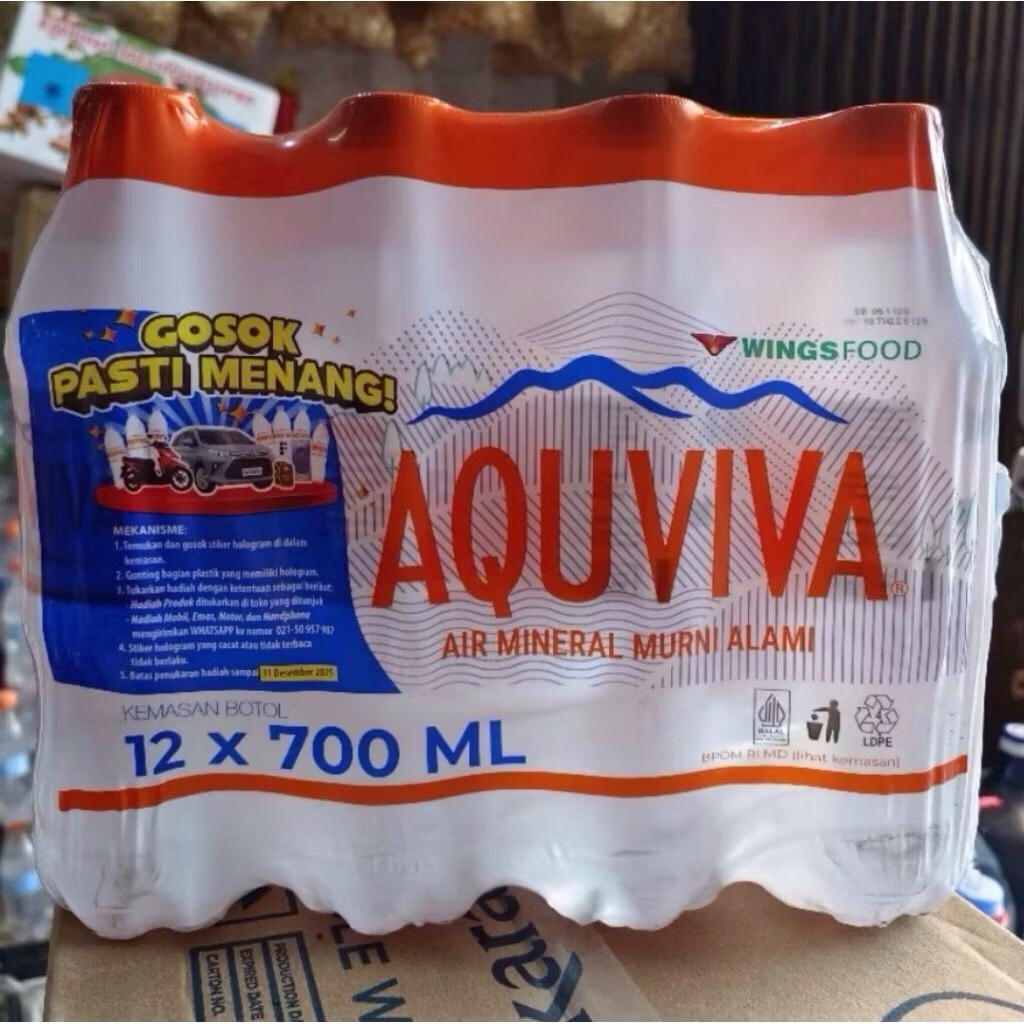 GOSOK
PASTI MENANG!
WINGSFOOD
AQUVIVA®
AIR MINERAL MURNI ALAMI
MEKANISME:
1. Temukan dan gosok stiker hologram di dalam
kemasan.
2. Gunting bagian plastik yang memiliki hologram.
3. Tukarkan hadiah dengan ketentuan sebagai berikut:
- Hadiah Produk ditukarkan di toko yang ditunjuk
- Hadiah Mobil, Emas, Motor, dan Handphone
mengirimkan WHATSAPP ke nomor 021-50 957 987
4. Stiker hologram yang cacat atau tidak terbaca
tidak berlaku.
5. Batas penukaran hadiah sampai 31 Desember 2025
KEMASAN BOTOL
12 x 700 ML
HALAL
4
LDPE
BPOM RI MD (lihat kemasan)
PRODUCTION
EXPIRED DATE
CARTON NO.
Kara